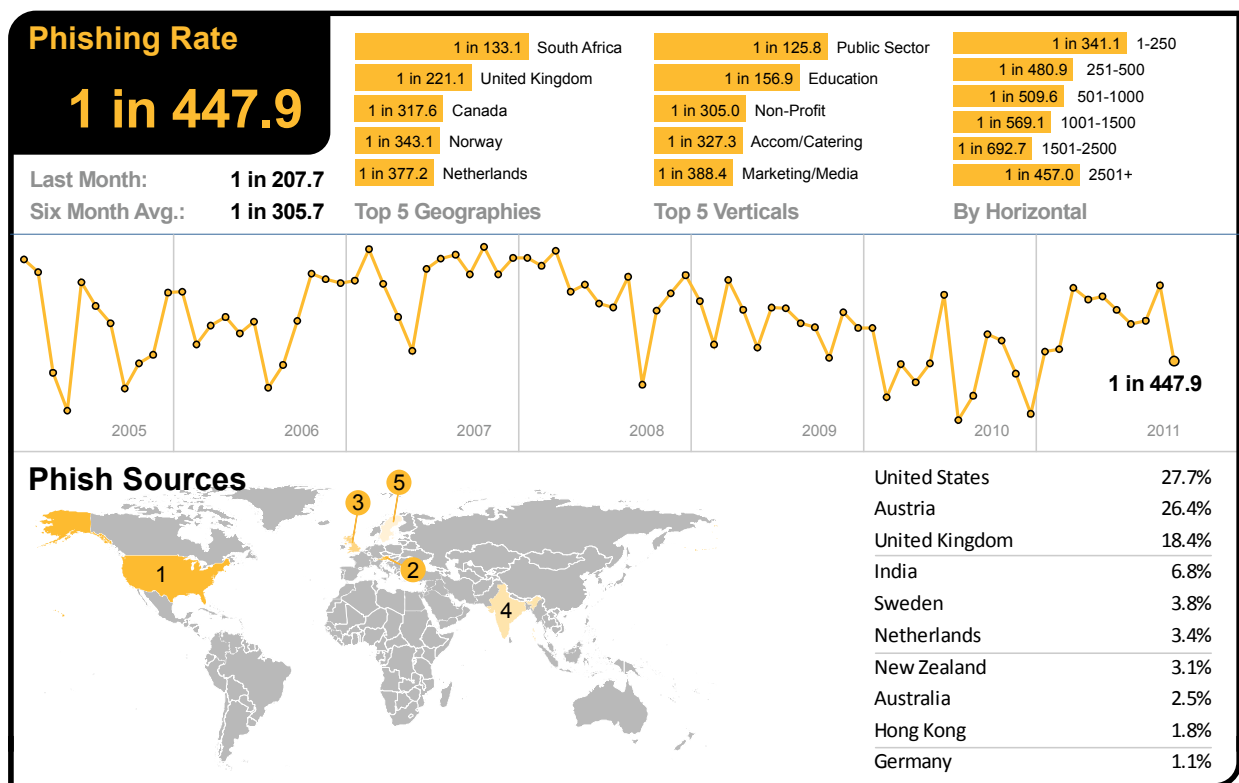 Phishing Rate
1 in 447.9
Last Month: 1 in 207.7
Six Month Avg.: 1 in 305.7
1 in 133.1 South Africa
1 in 221.1 United Kingdom
1 in 317.6 Canada
1 in 343.1 Norway
1 in 377.2 Netherlands
Top 5 Geographies
1 in 125.8 Public Sector
1 in 156.9 Education
1 in 305.0 Non-Profit
1 in 327.3 Accom/Catering
1 in 388.4 Marketing/Media
Top 5 Verticals
1 in 341.1 1-250
1 in 480.9 251-500
1 in 509.6 501-1000
1 in 569.1 1001-1500
1 in 692.7 1501-2500
1 in 457.0 2501+
By Horizontal
1 in 447.9
2005 2006 2007 2008 2009 2010 2011
Phish Sources
1
2
3
4
5
United States 27.7%
Austria 26.4%
United Kingdom 18.4%
India 6.8%
Sweden 3.8%
Netherlands 3.4%
New Zealand 3.1%
Australia 2.5%
Hong Kong 1.8%
Germany 1.1%